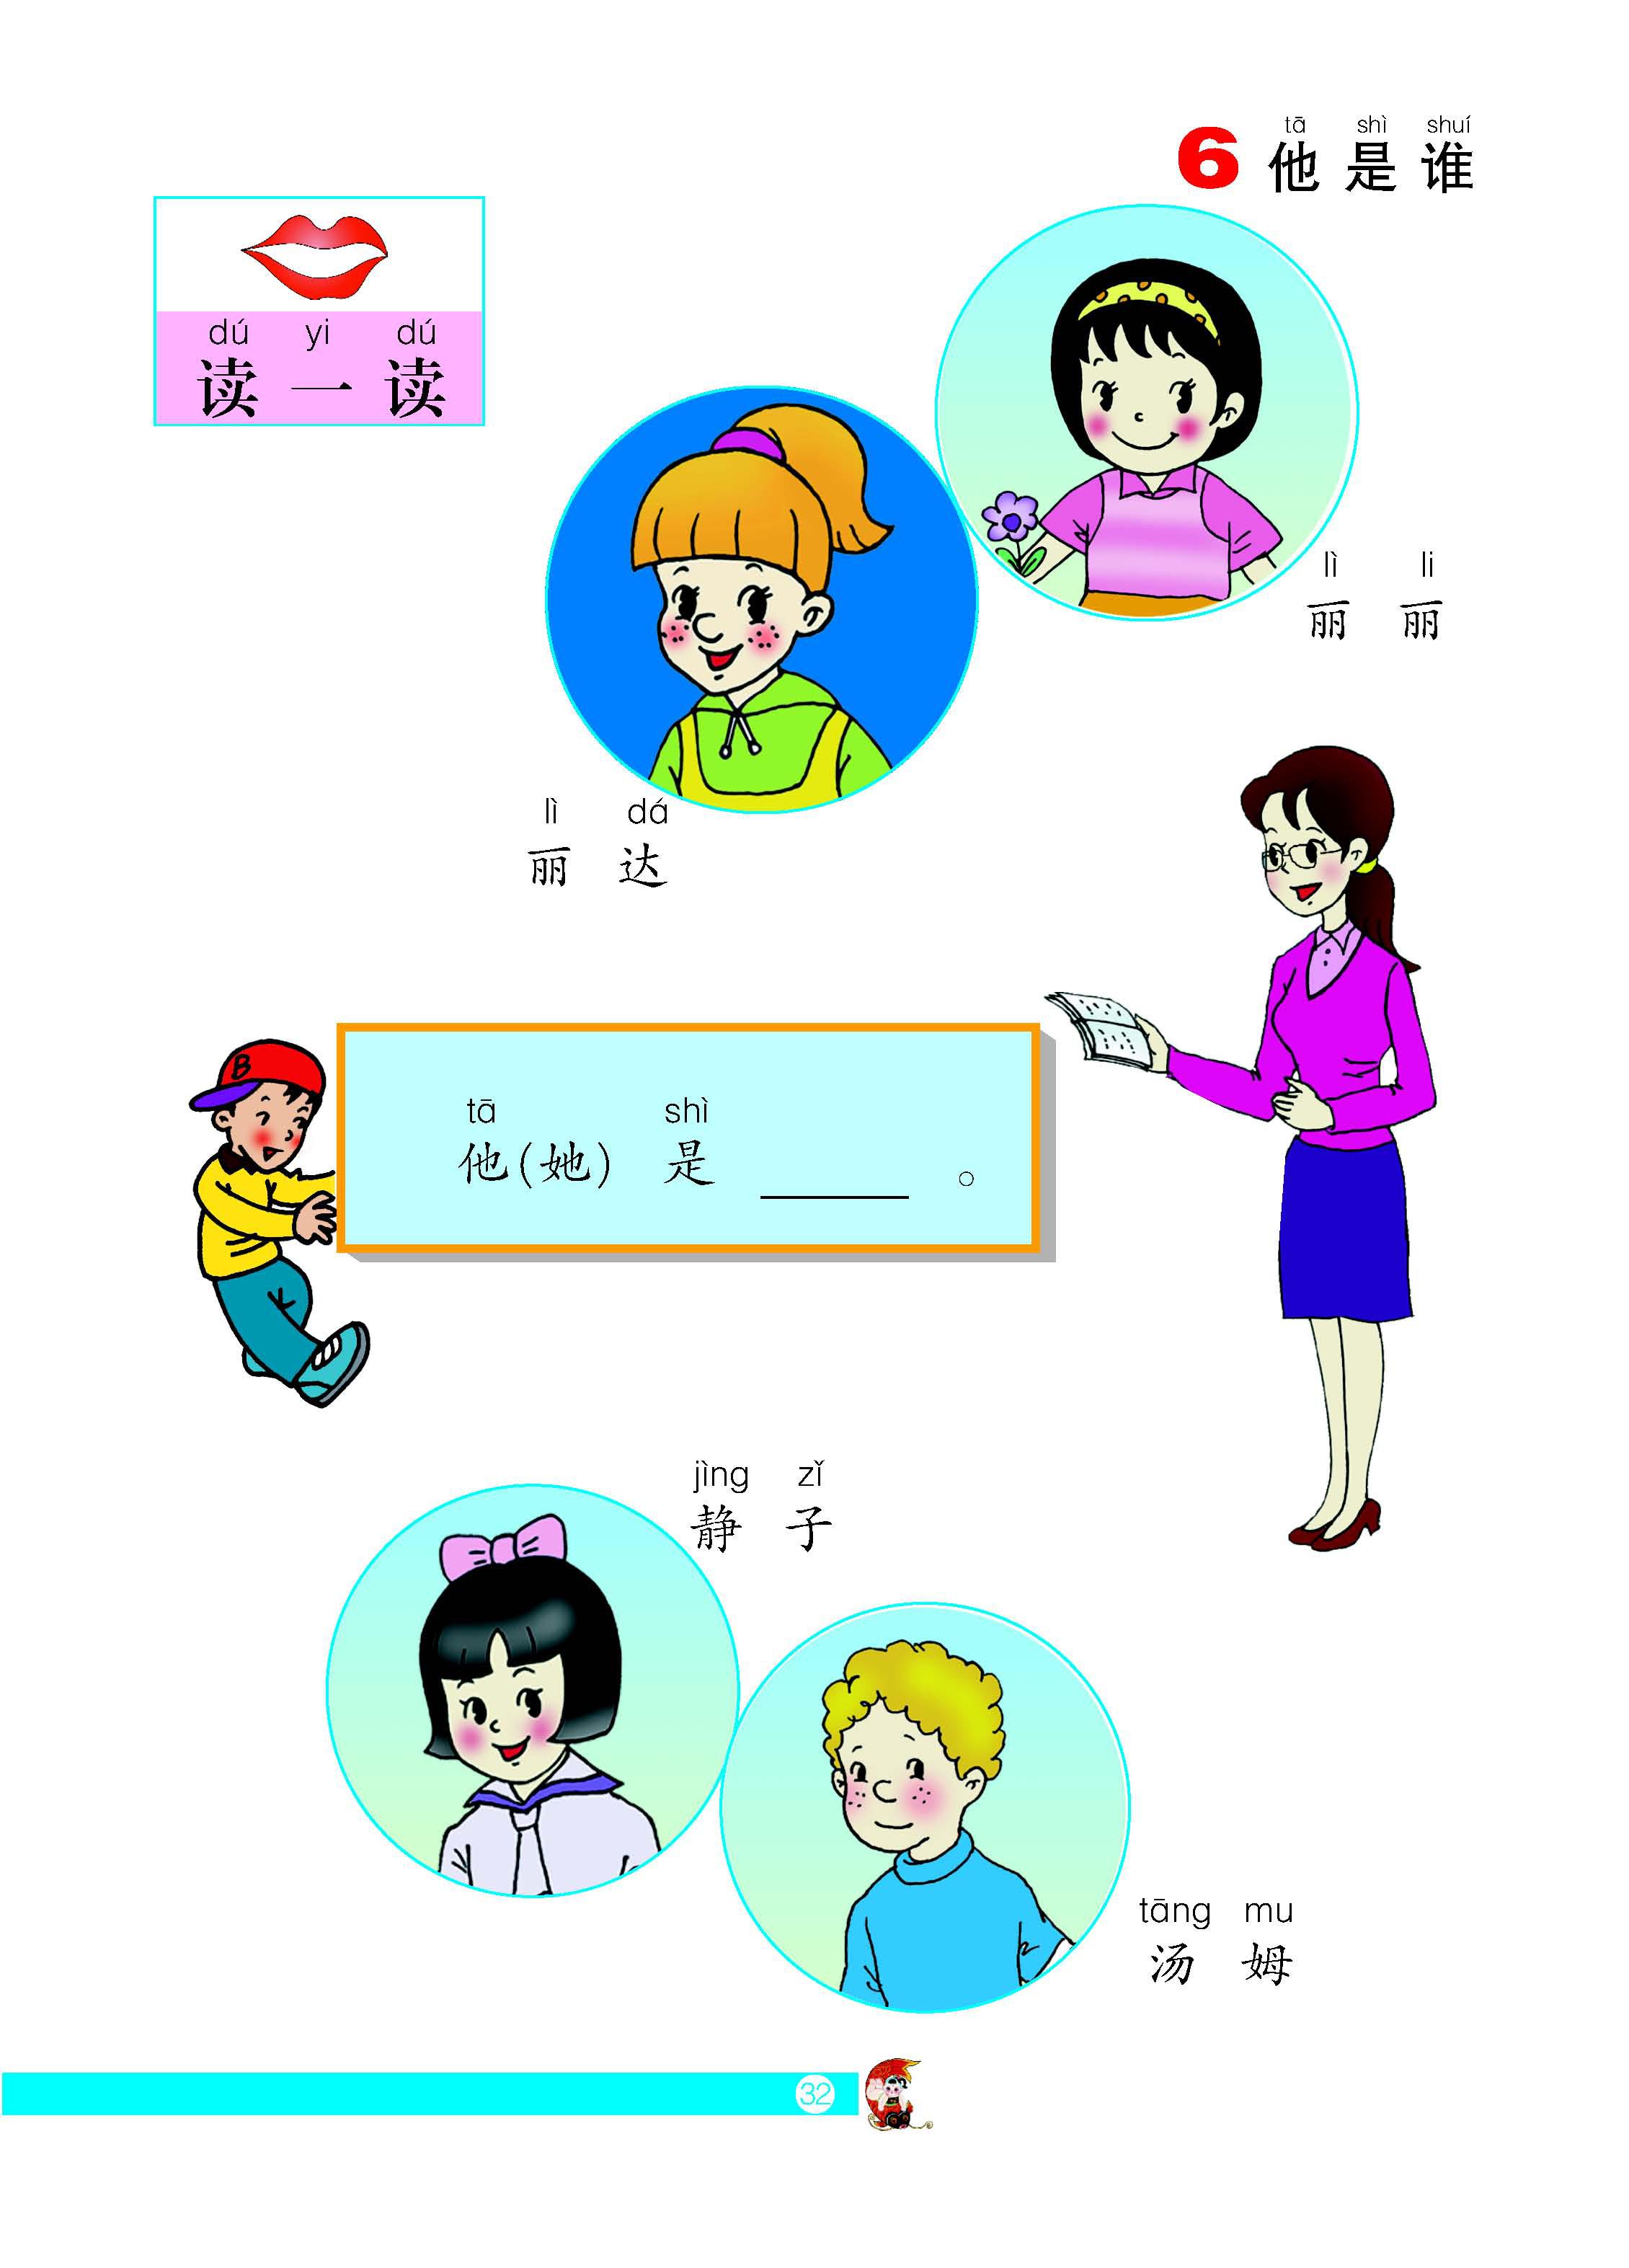 tā shì shuí
6 他是谁
dú yi dú
读一读
lì li
丽丽
lì dá
丽达
B
tā shì
他(她) 是 ______ 。
jìng zǐ
静子
tāng mu
汤姆
32